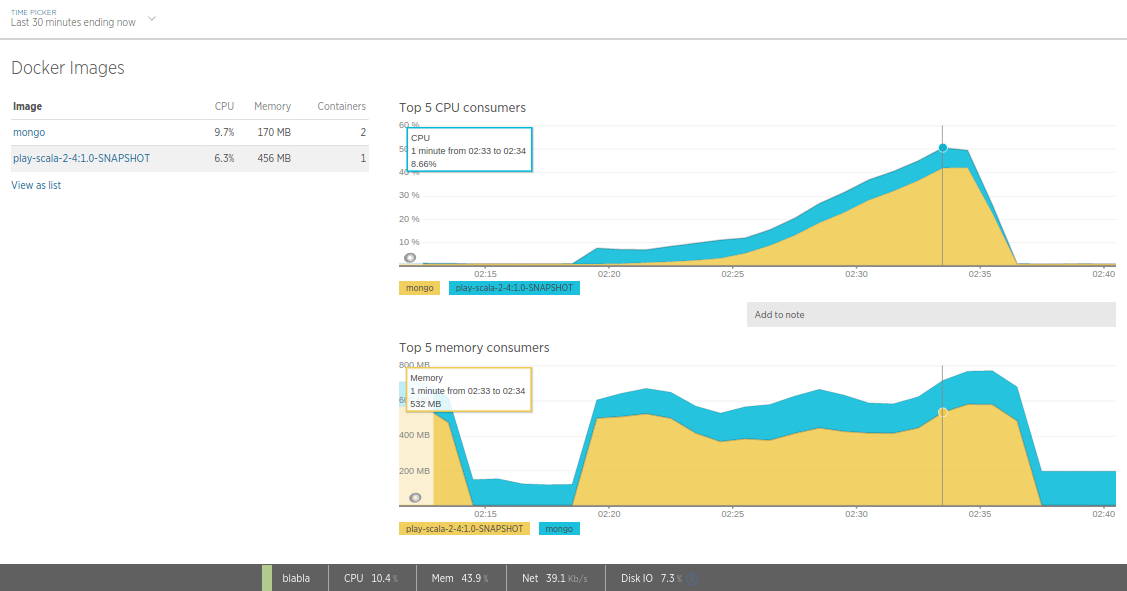 TIME PICKER
Last 30 minutes ending now
Docker Images
Image CPU Memory Containers
mongo 9.7% 170 MB 2
play-scala-2-4:1.0-SNAPSHOT 6.3% 456 MB 1
View as list
Top 5 CPU consumers
60 %
CPU
1 minute from 02:33 to 02:34
8.66%
40 %
30 %
20 %
10 %
02:15 02:20 02:25 02:30 02:35 02:40
mongo play-scala-2-4:1.0-SNAPSHOT
Add to note
Top 5 memory consumers
800 MB
Memory
1 minute from 02:33 to 02:34
532 MB
400 MB
200 MB
02:15 02:20 02:25 02:30 02:35 02:40
play-scala-2-4:1.0-SNAPSHOT mongo
blabla CPU 10.4 % Mem 43.9 % Net 39.1 Kb/s Disk IO 7.3 %